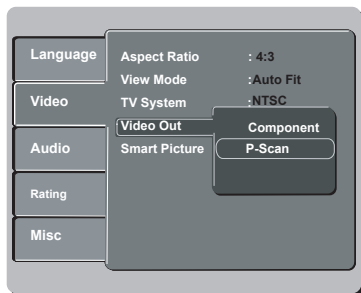 Language
Video
Audio
Rating
Misc
Aspect Ratio : 4:3
View Mode :Auto Fit
TV System :NTSC
Video Out
Smart Picture
Component
P-Scan